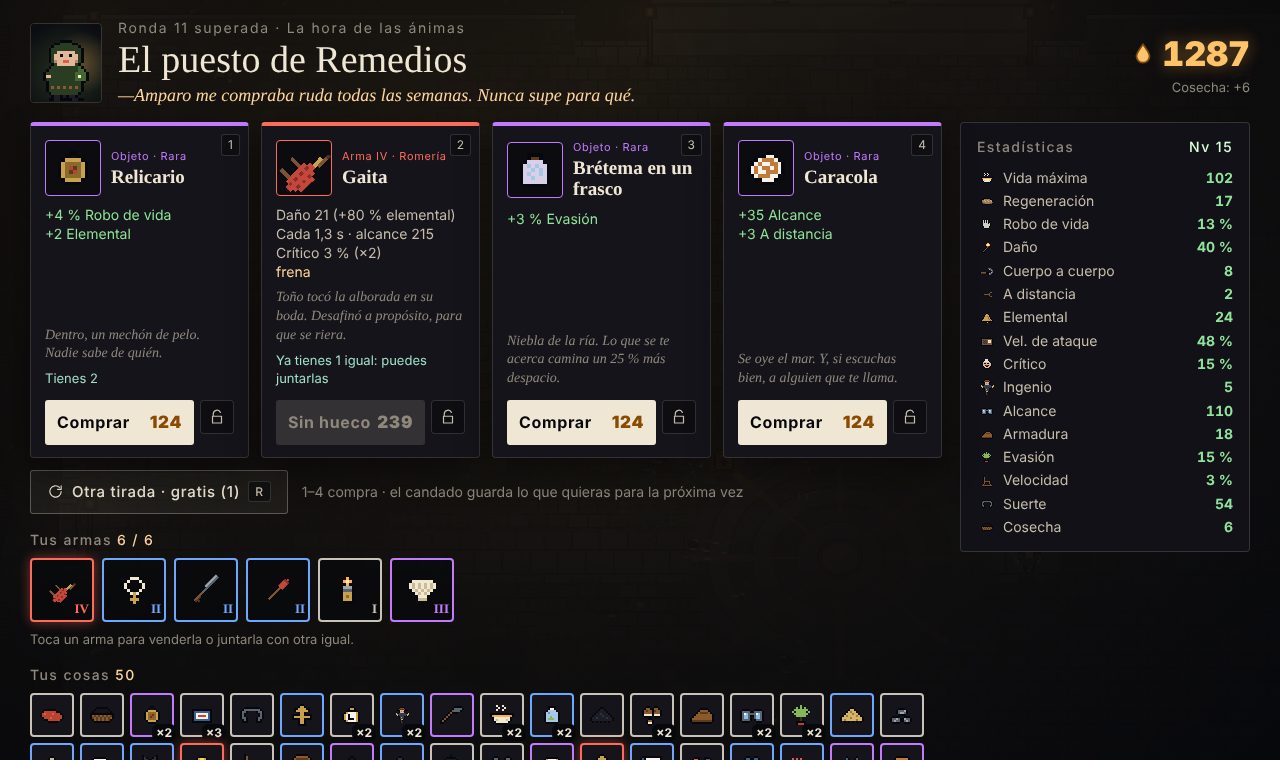 Ronda 11 superada · La hora de las ánimas
El puesto de Remedios
—Amparo me compraba ruda todas las semanas. Nunca supe para qué.
1287
Cosecha: +6
1
Objeto · Rara
Relicario
+4 % Robo de vida
+2 Elemental
Dentro, un mechón de pelo.
Nadie sabe de quién.
Tienes 2
Comprar 124
2
Arma IV · Romería
Gaita
Daño 21 (+80 % elemental)
Cada 1,3 s · alcance 215
Crítico 3 % (×2)
frena
Toño tocó la alborada en su
boda. Desafinó a propósito, para
que se riera.
Ya tienes 1 igual: puedes
juntarlas
Sin hueco 239
3
Objeto · Rara
Brétema en un
frasco
+3 % Evasión
Niebla de la ría. Lo que se te
acerca camina un 25 % más
despacio.
Comprar 124
4
Objeto · Rara
Caracola
+35 Alcance
+3 A distancia
Se oye el mar. Y, si escuchas
bien, a alguien que te llama.
Comprar 124
Estadísticas Nv 15
Vida máxima 102
Regeneración 17
Robo de vida 13 %
Daño 40 %
Cuerpo a cuerpo 8
A distancia 2
Elemental 24
Vel. de ataque 48 %
Crítico 15 %
Ingenio 5
Alcance 110
Armadura 18
Evasión 15 %
Velocidad 3 %
Suerte 54
Cosecha 6
Otra tirada · gratis (1) R
1–4 compra · el candado guarda lo que quieras para la próxima vez
Tus armas 6 / 6
IV II II II I III
Toca un arma para venderla o juntarla con otra igual.
Tus cosas 50
×2 ×3 ×2 ×2 ×2 ×2 ×2 ×2 ×2